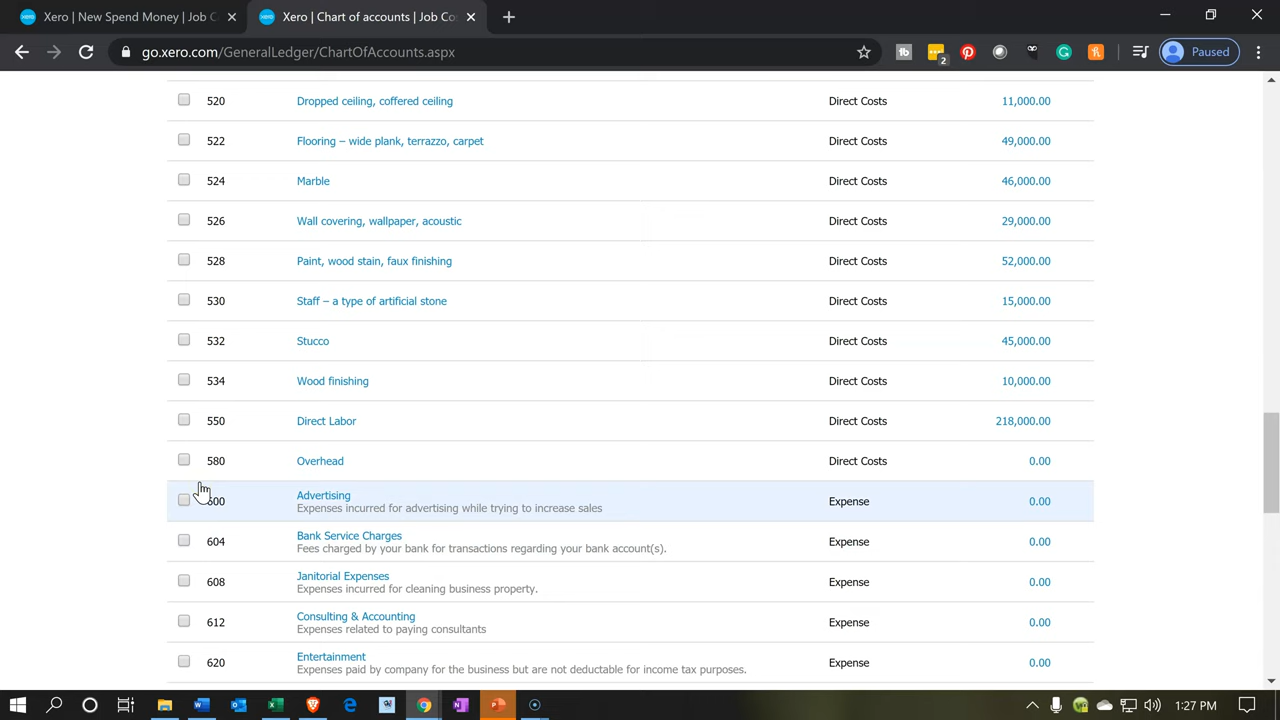 Xero | New Spend Money | Job C
Xero | Chart of accounts | Job Co
go.xero.com/GeneralLedger/ChartOfAccounts.aspx
2
Paused
520 Dropped ceiling, coffered ceiling Direct Costs 11,000.00
522 Flooring – wide plank, terrazzo, carpet Direct Costs 49,000.00
524 Marble Direct Costs 46,000.00
526 Wall covering, wallpaper, acoustic Direct Costs 29,000.00
528 Paint, wood stain, faux finishing Direct Costs 52,000.00
530 Staff – a type of artificial stone Direct Costs 15,000.00
532 Stucco Direct Costs 45,000.00
534 Wood finishing Direct Costs 10,000.00
550 Direct Labor Direct Costs 218,000.00
580 Overhead Direct Costs 0.00
600 Advertising Expense 0.00
Expenses incurred for advertising while trying to increase sales
604 Bank Service Charges Expense 0.00
Fees charged by your bank for transactions regarding your bank account(s).
608 Janitorial Expenses Expense 0.00
Expenses incurred for cleaning business property.
612 Consulting & Accounting Expense 0.00
Expenses related to paying consultants
620 Entertainment Expense 0.00
Expenses paid by company for the business but are not deductable for income tax purposes.
1:27 PM